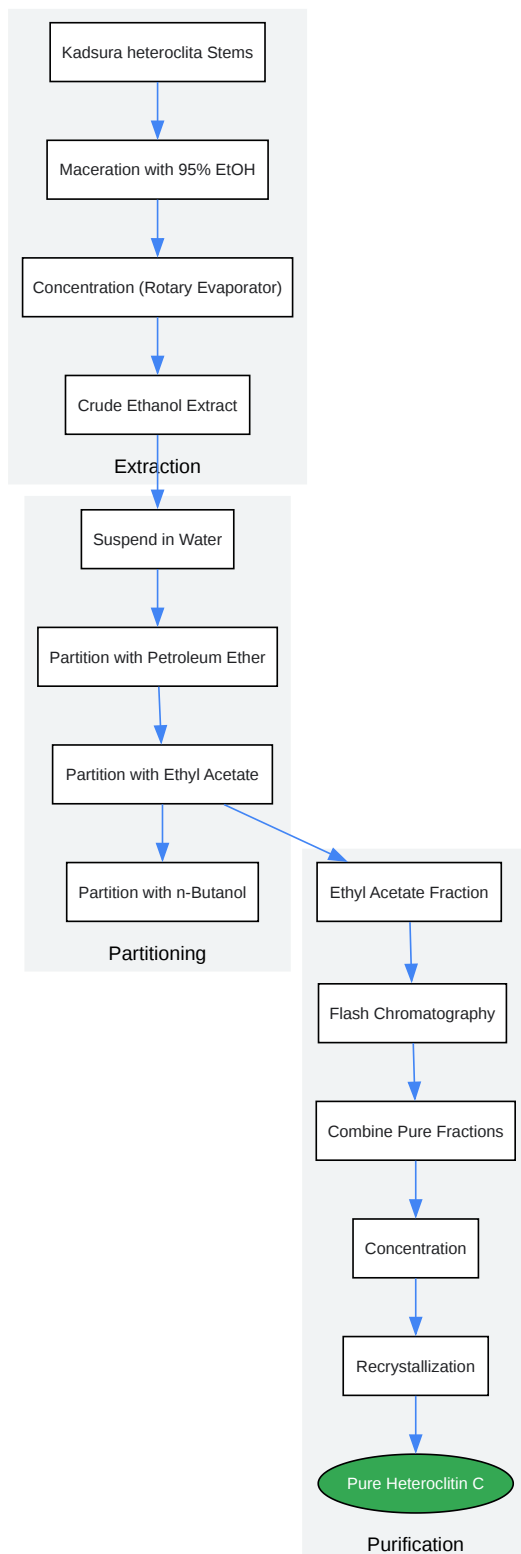 Kadsura heteroclita Stems
Maceration with 95% EtOH
Concentration (Rotary Evaporator)
Crude Ethanol Extract
Extraction
Suspend in Water
Partition with Petroleum Ether
Partition with Ethyl Acetate
Partition with n-Butanol
Partitioning
Ethyl Acetate Fraction
Flash Chromatography
Combine Pure Fractions
Concentration
Recrystallization
Pure Heteroclitin C
Purification